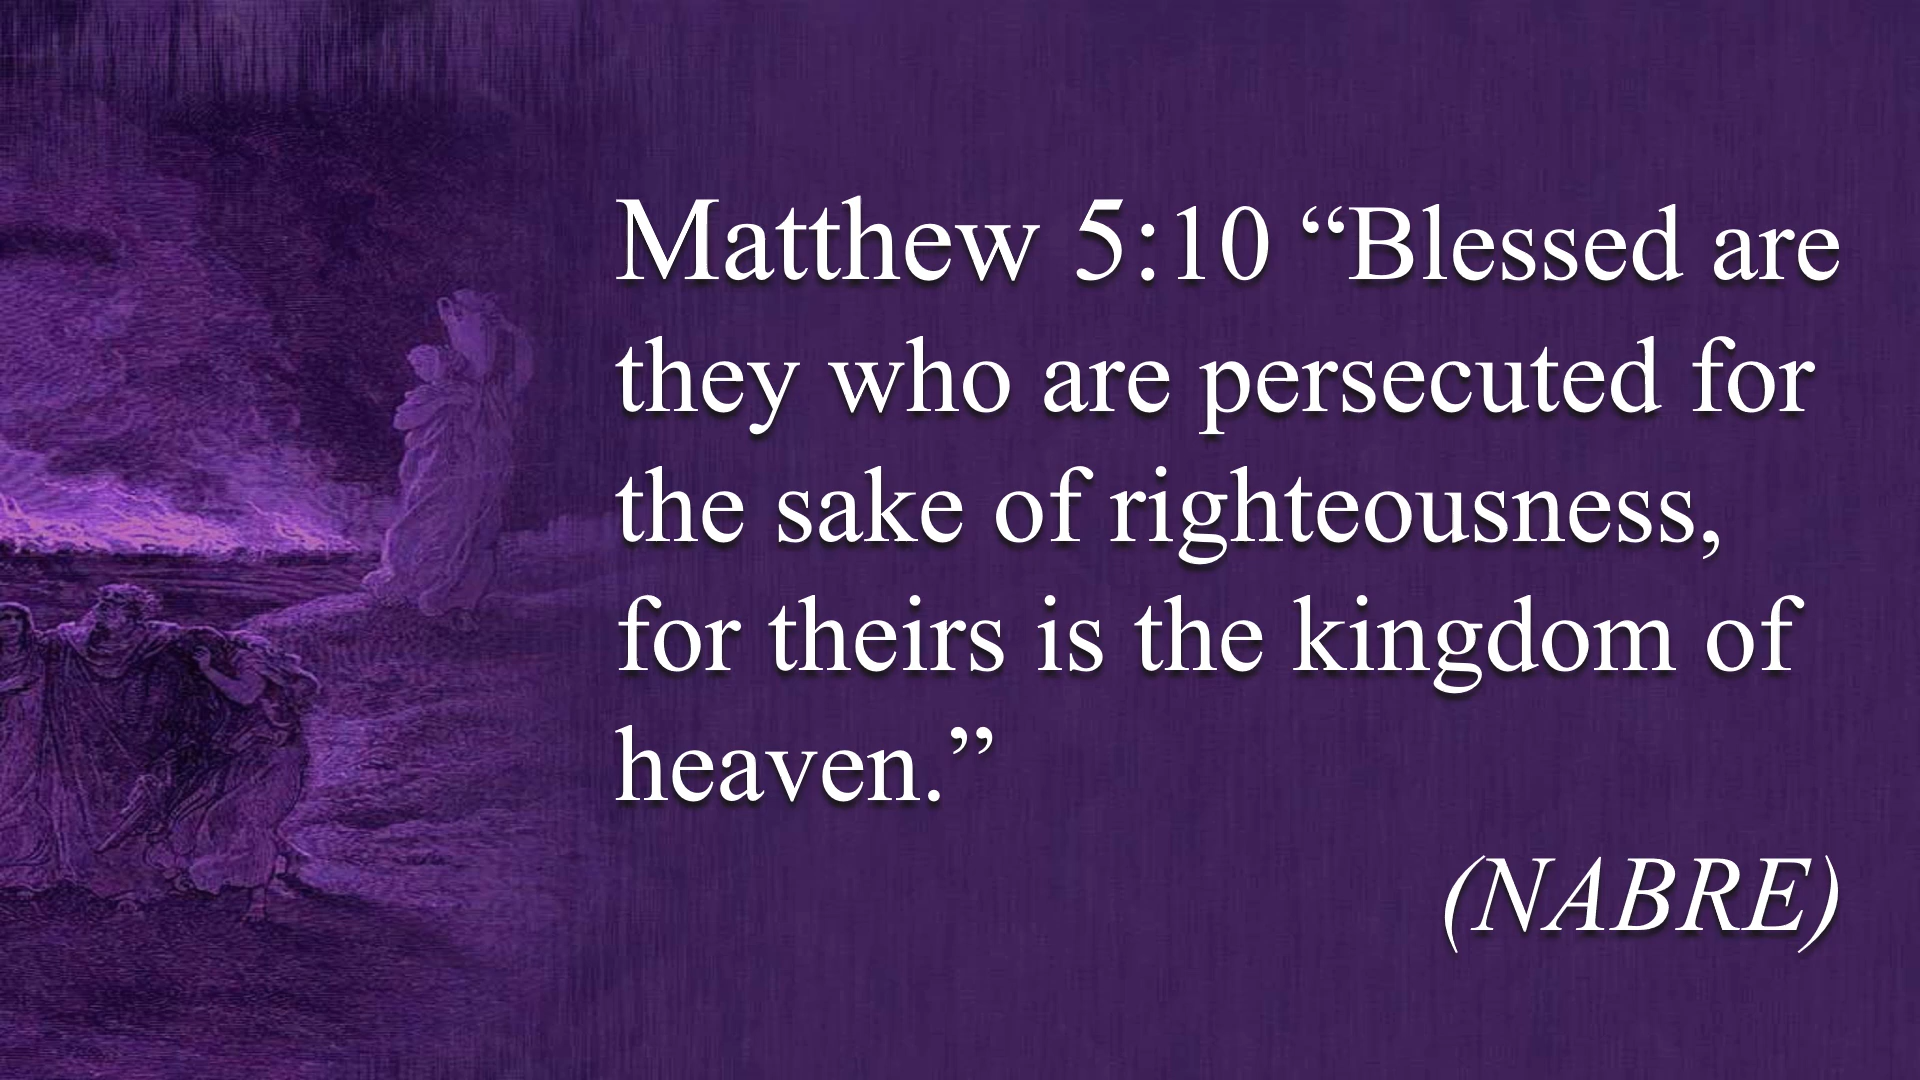 Matthew 5:10 “Blessed are
they who are persecuted for
the sake of righteousness,
for theirs is the kingdom of
heaven.”
(NABRE)